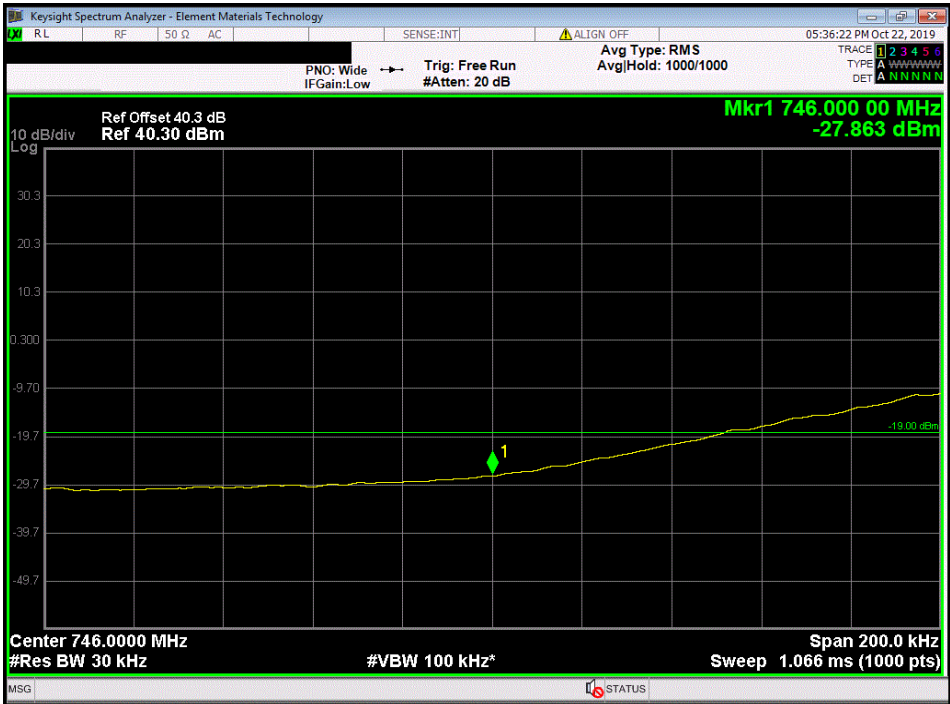 Keysight Spectrum Analyzer - Element Materials Technology
LXI RL RF 50 Ω AC SENSE:INT ALIGN OFF 05:36:22 PM Oct 22, 2019
PNO: Wide Trig: Free Run Avg Type: RMS TRACE 1 2 3 4 5 6
IFGain:Low #Atten: 20 dB Avg|Hold: 1000/1000 TYPE A WWWWW
DET A N N N N N
Mkr1 746.000 00 MHz
-27.863 dBm
Ref Offset 40.3 dB
10 dB/div Ref 40.30 dBm
Log
30.3
20.3
10.3
0.300
-9.70
-19.00 dBm
-19.7
1
-29.7
-39.7
-49.7
Center 746.0000 MHz Span 200.0 kHz
#Res BW 30 kHz #VBW 100 kHz* Sweep 1.066 ms (1000 pts)
MSG STATUS